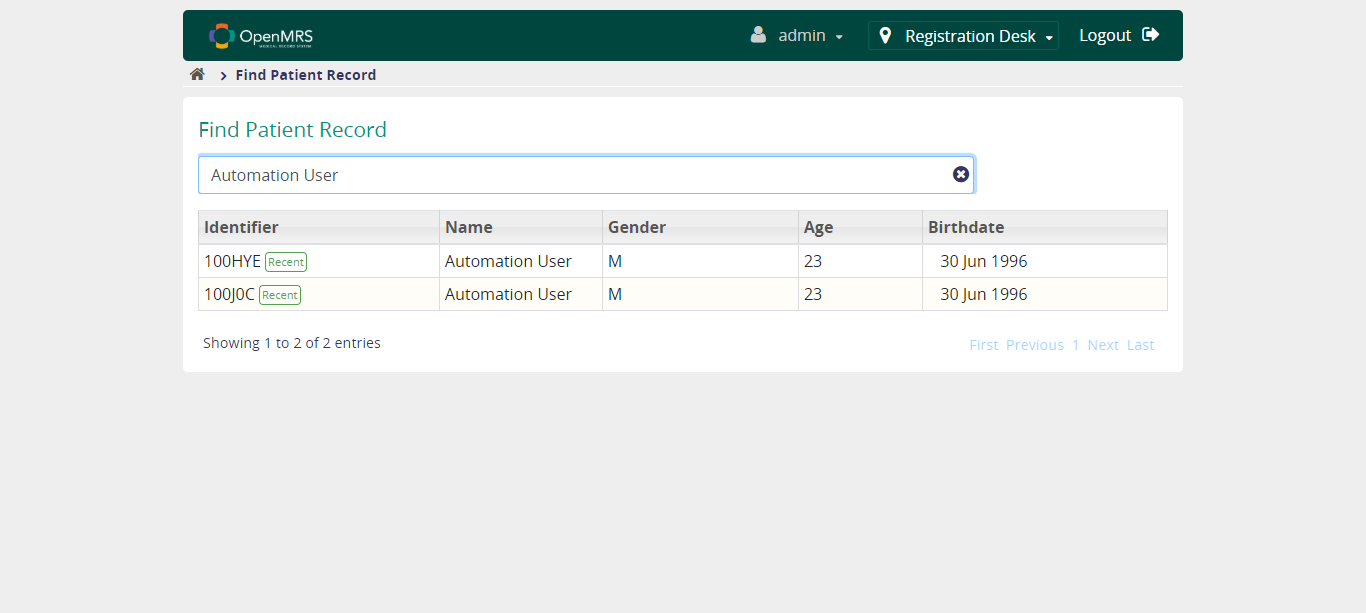 OpenMRS
MEDICAL RECORD SYSTEM
admin
Registration Desk
Logout
Find Patient Record
Find Patient Record
Automation User
Identifier Name Gender Age Birthdate
100HYE Recent Automation User M 23 30 Jun 1996
100J0C Recent Automation User M 23 30 Jun 1996
Showing 1 to 2 of 2 entries
First Previous 1 Next Last